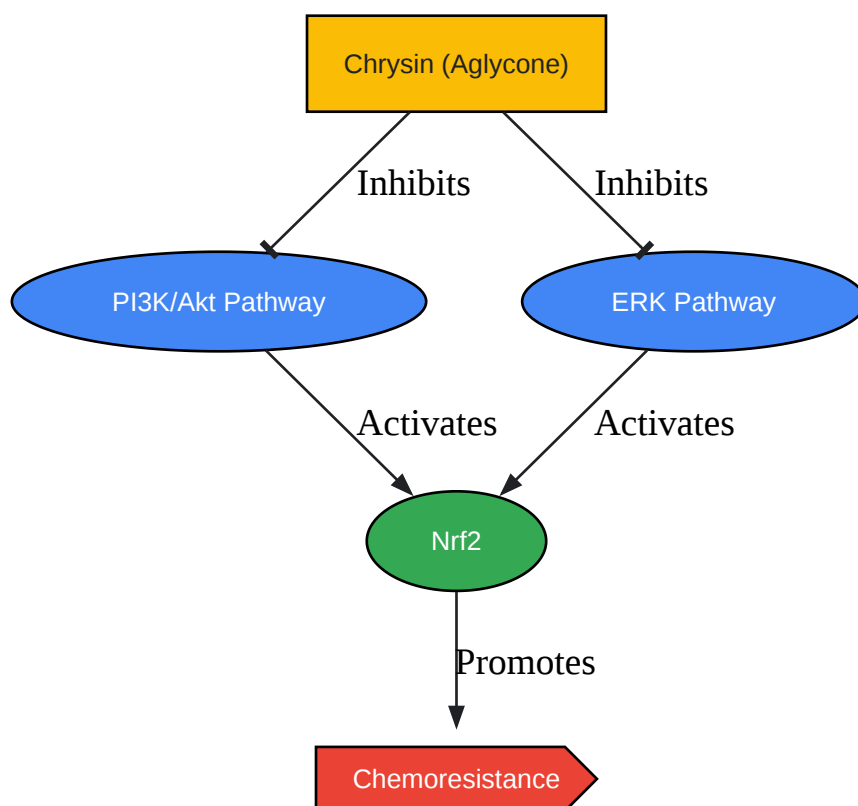 Chrysin (Aglycone)
Inhibits
Inhibits
PI3K/Akt Pathway
ERK Pathway
Activates
Activates
Nrf2
Promotes
Chemoresistance